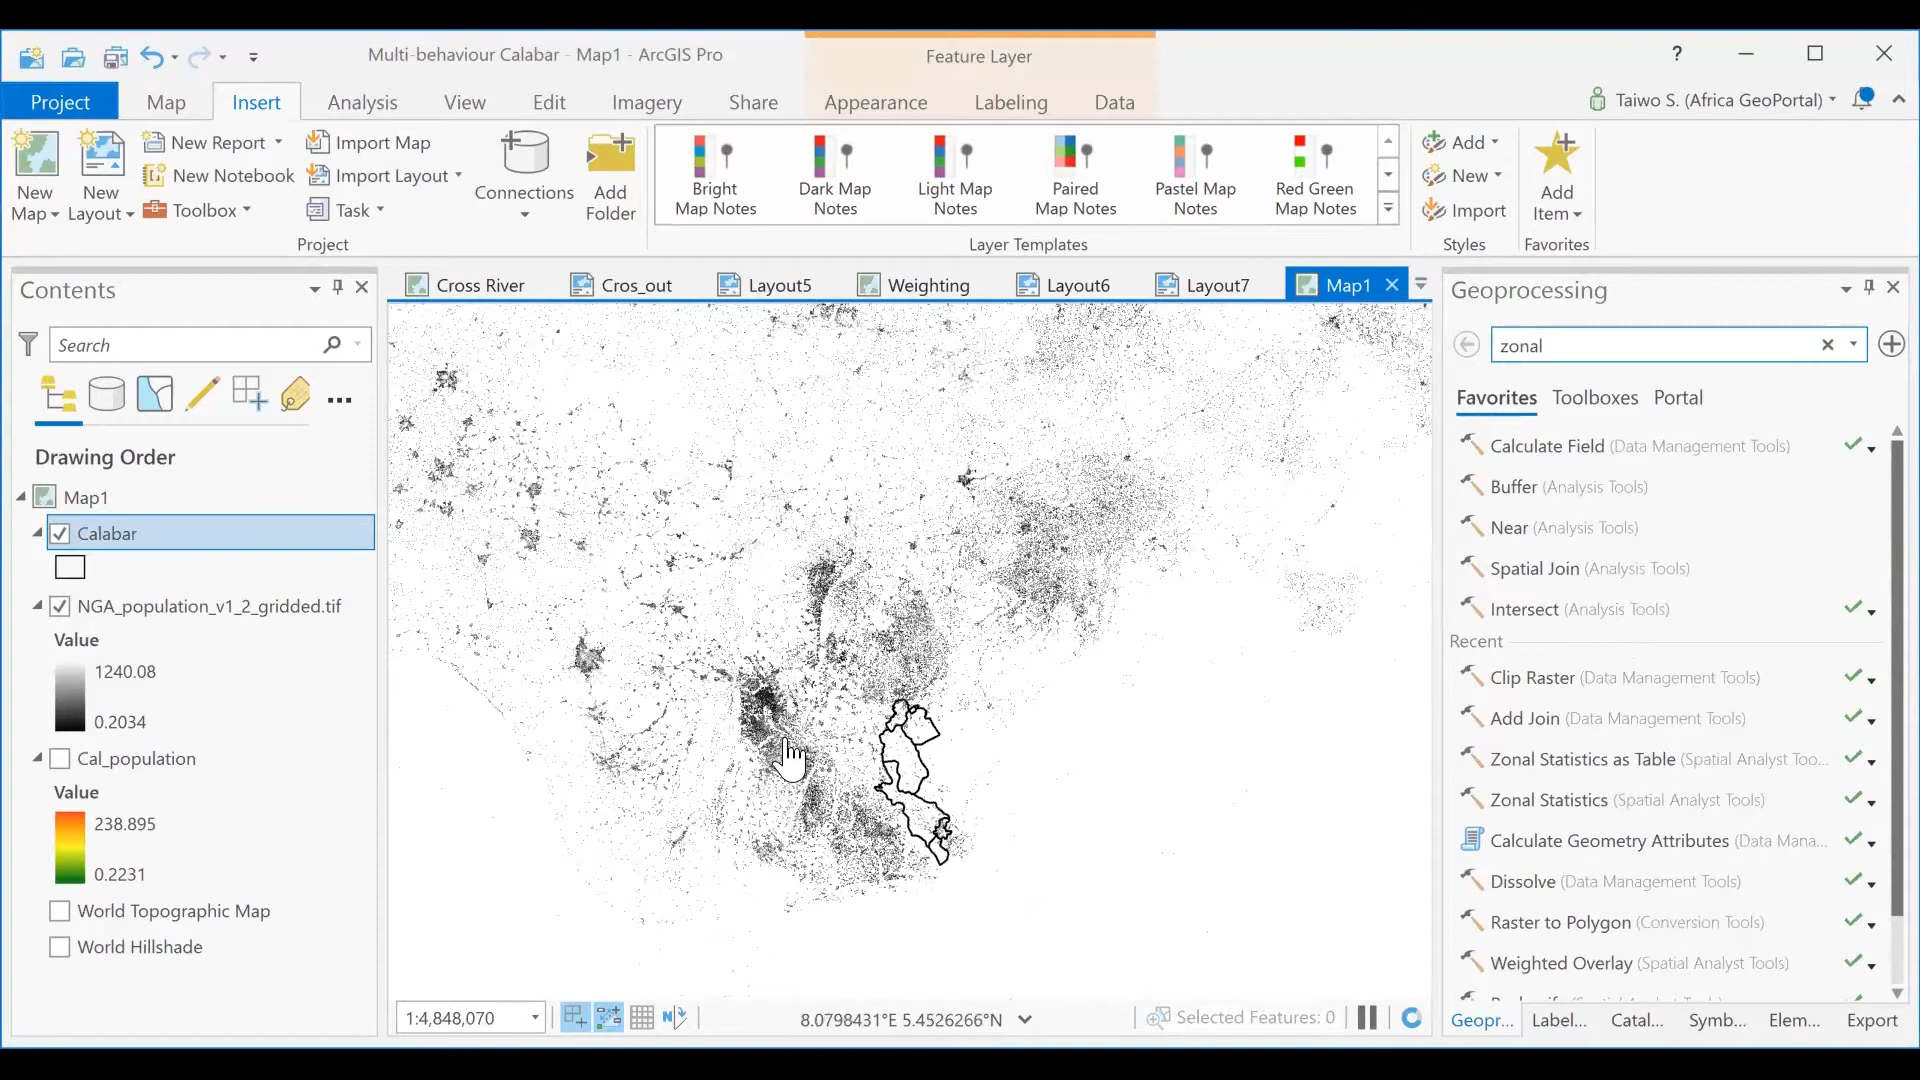 Multi-behaviour Calabar - Map1 - ArcGIS Pro
Feature Layer
?
Project
Map
Insert
Analysis
View
Edit
Imagery
Share
Appearance
Labeling
Data
Taiwo S. (Africa GeoPortal)
New Map
New Layout
New Report
New Notebook
Toolbox
Import Map
Import Layout
Task
Connections
Add Folder
Bright Map Notes
Dark Map Notes
Light Map Notes
Paired Map Notes
Pastel Map Notes
Red Green Map Notes
Add
New
Import
Add Item
Project
Layer Templates
Styles
Favorites
Contents
Search
Drawing Order
Map1
Calabar
NGA_population_v1_2_gridded.tif
Value
1240.08
0.2034
Cal_population
Value
238.895
0.2231
World Topographic Map
World Hillshade
Cross River
Cros_out
Layout5
Weighting
Layout6
Layout7
Map1
1:4,848,070
N
8.0798431°E 5.4526266°N
Selected Features: 0
Geoprocessing
zonal
Favorites
Toolboxes
Portal
Calculate Field (Data Management Tools)
Buffer (Analysis Tools)
Near (Analysis Tools)
Spatial Join (Analysis Tools)
Intersect (Analysis Tools)
Recent
Clip Raster (Data Management Tools)
Add Join (Data Management Tools)
Zonal Statistics as Table (Spatial Analyst Too...
Zonal Statistics (Spatial Analyst Tools)
Calculate Geometry Attributes (Data Mana...
Dissolve (Data Management Tools)
Raster to Polygon (Conversion Tools)
Weighted Overlay (Spatial Analyst Tools)
Geopr...
Label...
Catal...
Symb...
Elem...
Export